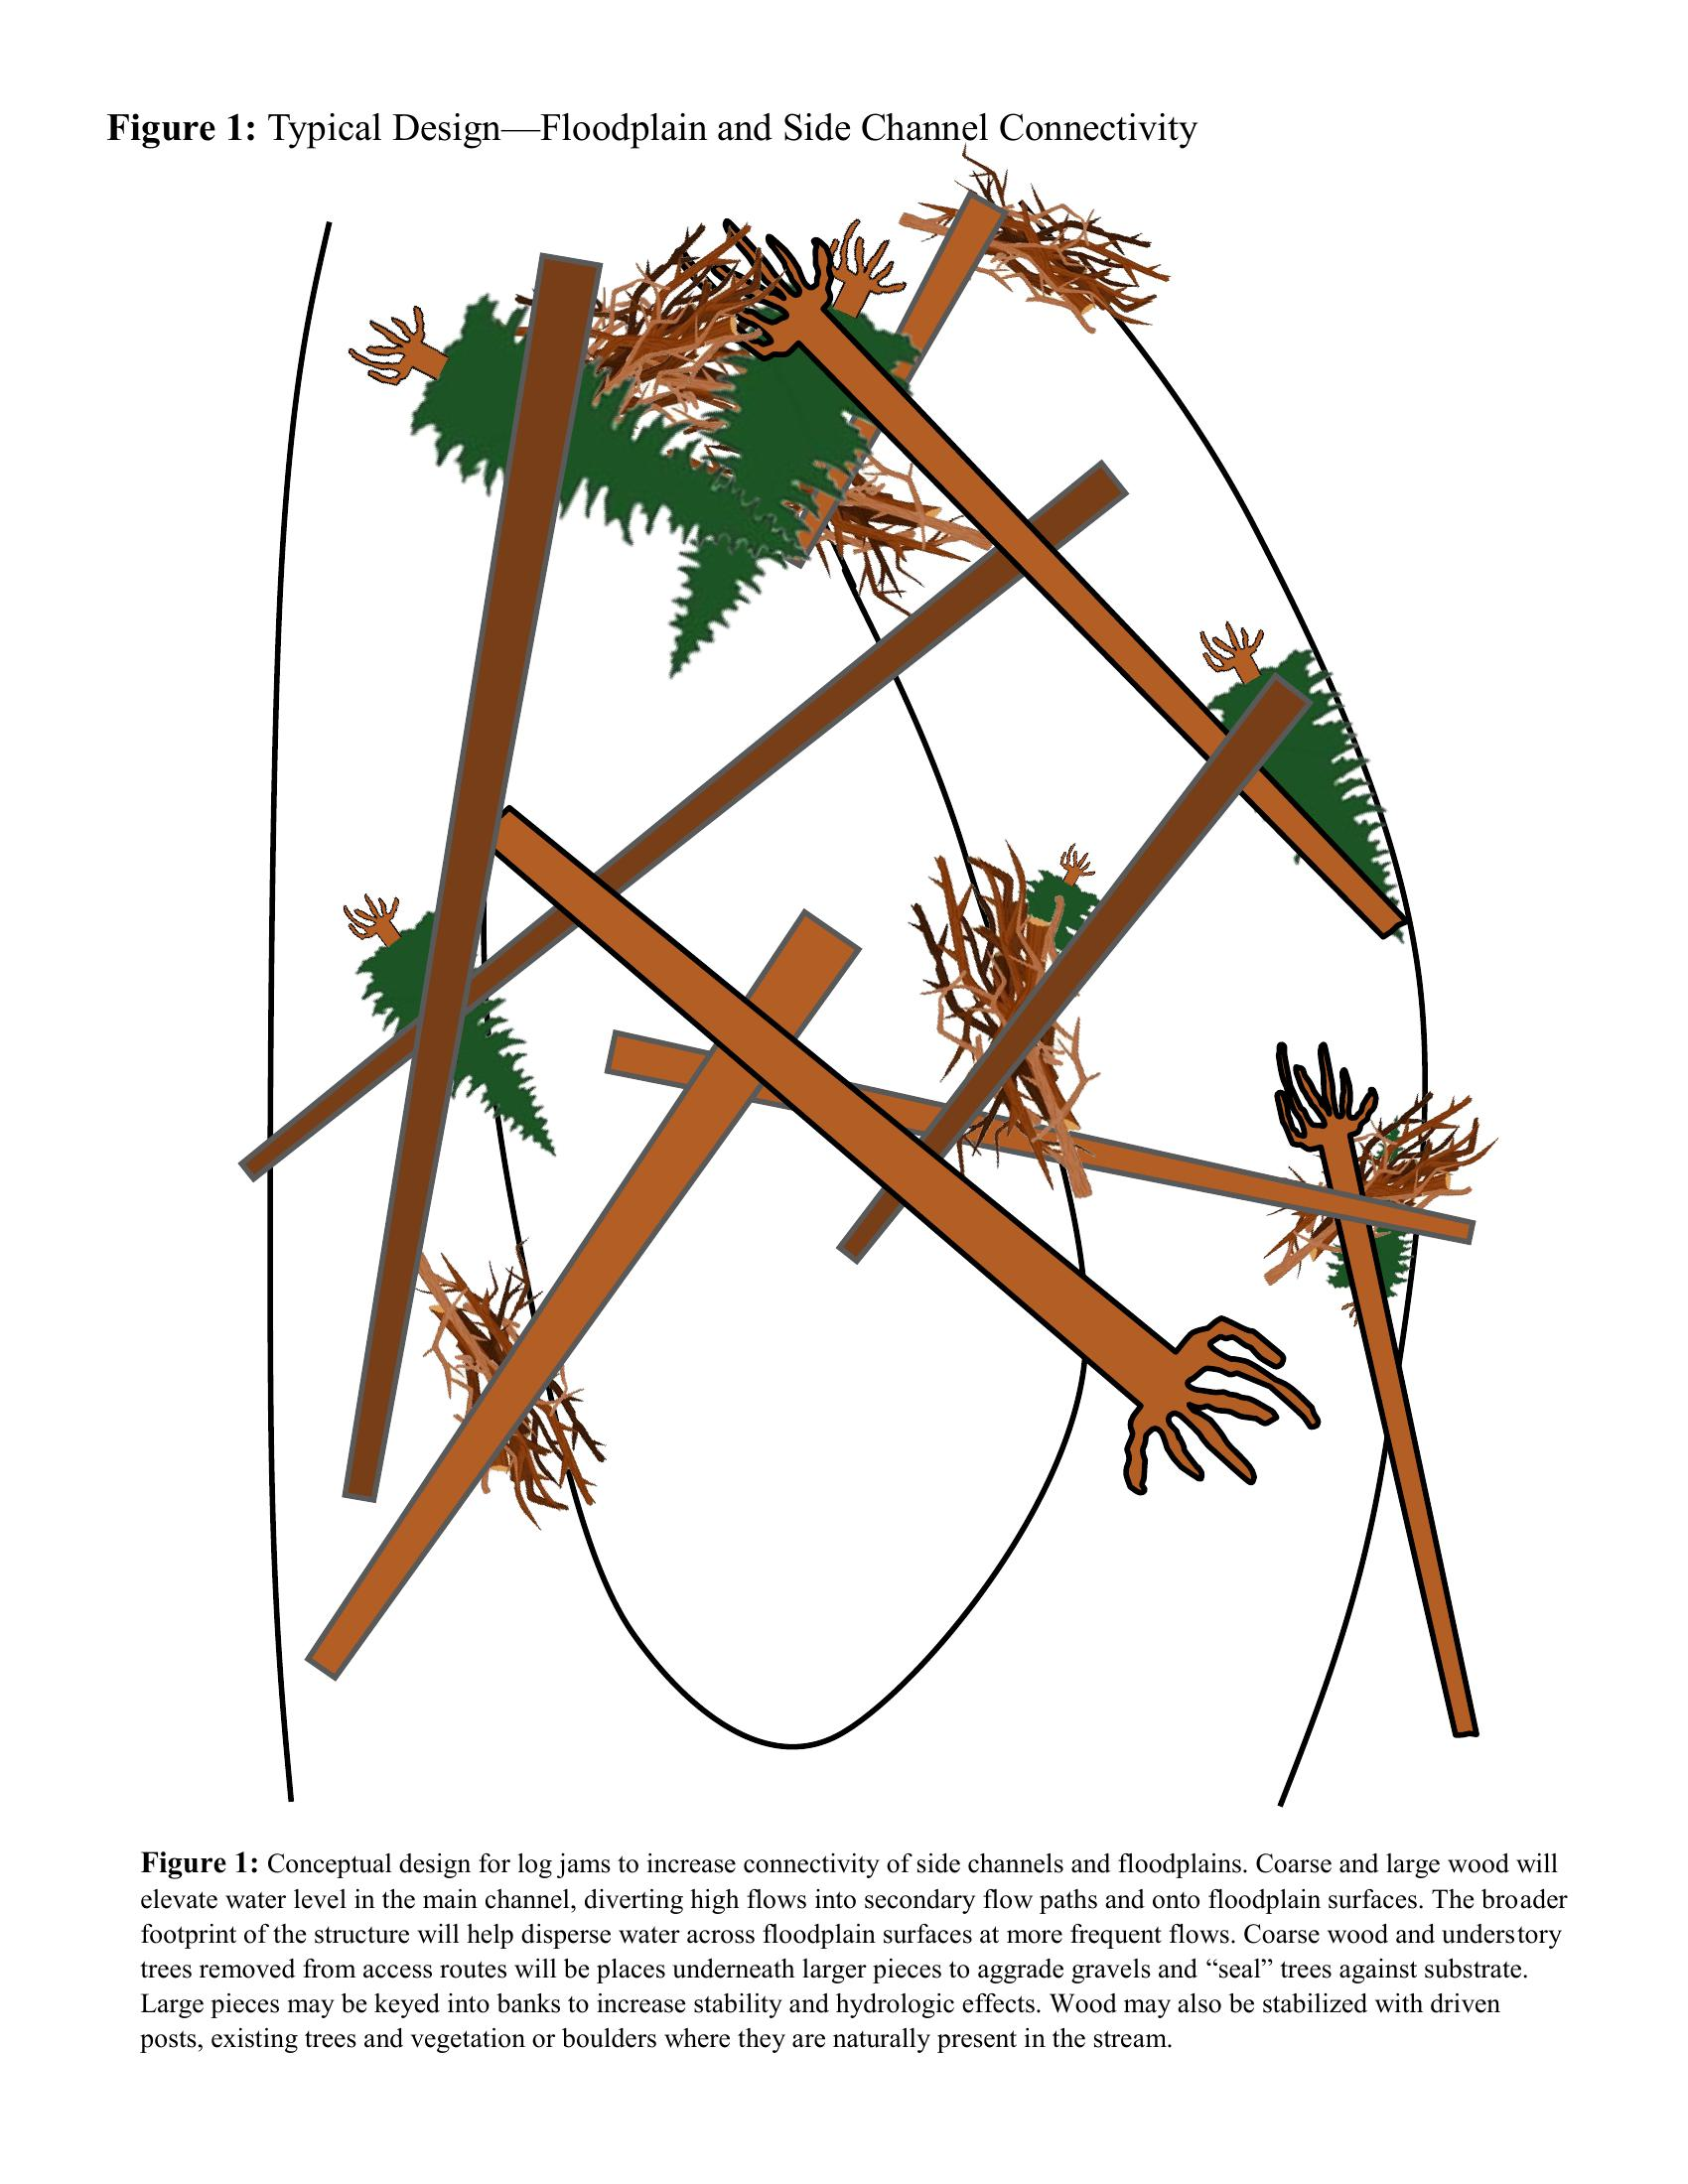 Figure 1: Typical Design—Floodplain and Side Channel Connectivity
Figure 1: Conceptual design for log jams to increase connectivity of side channels and floodplains. Coarse and large wood will
elevate water level in the main channel, diverting high flows into secondary flow paths and onto floodplain surfaces. The broader
footprint of the structure will help disperse water across floodplain surfaces at more frequent flows. Coarse wood and understory
trees removed from access routes will be places underneath larger pieces to aggrade gravels and “seal” trees against substrate.
Large pieces may be keyed into banks to increase stability and hydrologic effects. Wood may also be stabilized with driven
posts, existing trees and vegetation or boulders where they are naturally present in the stream.